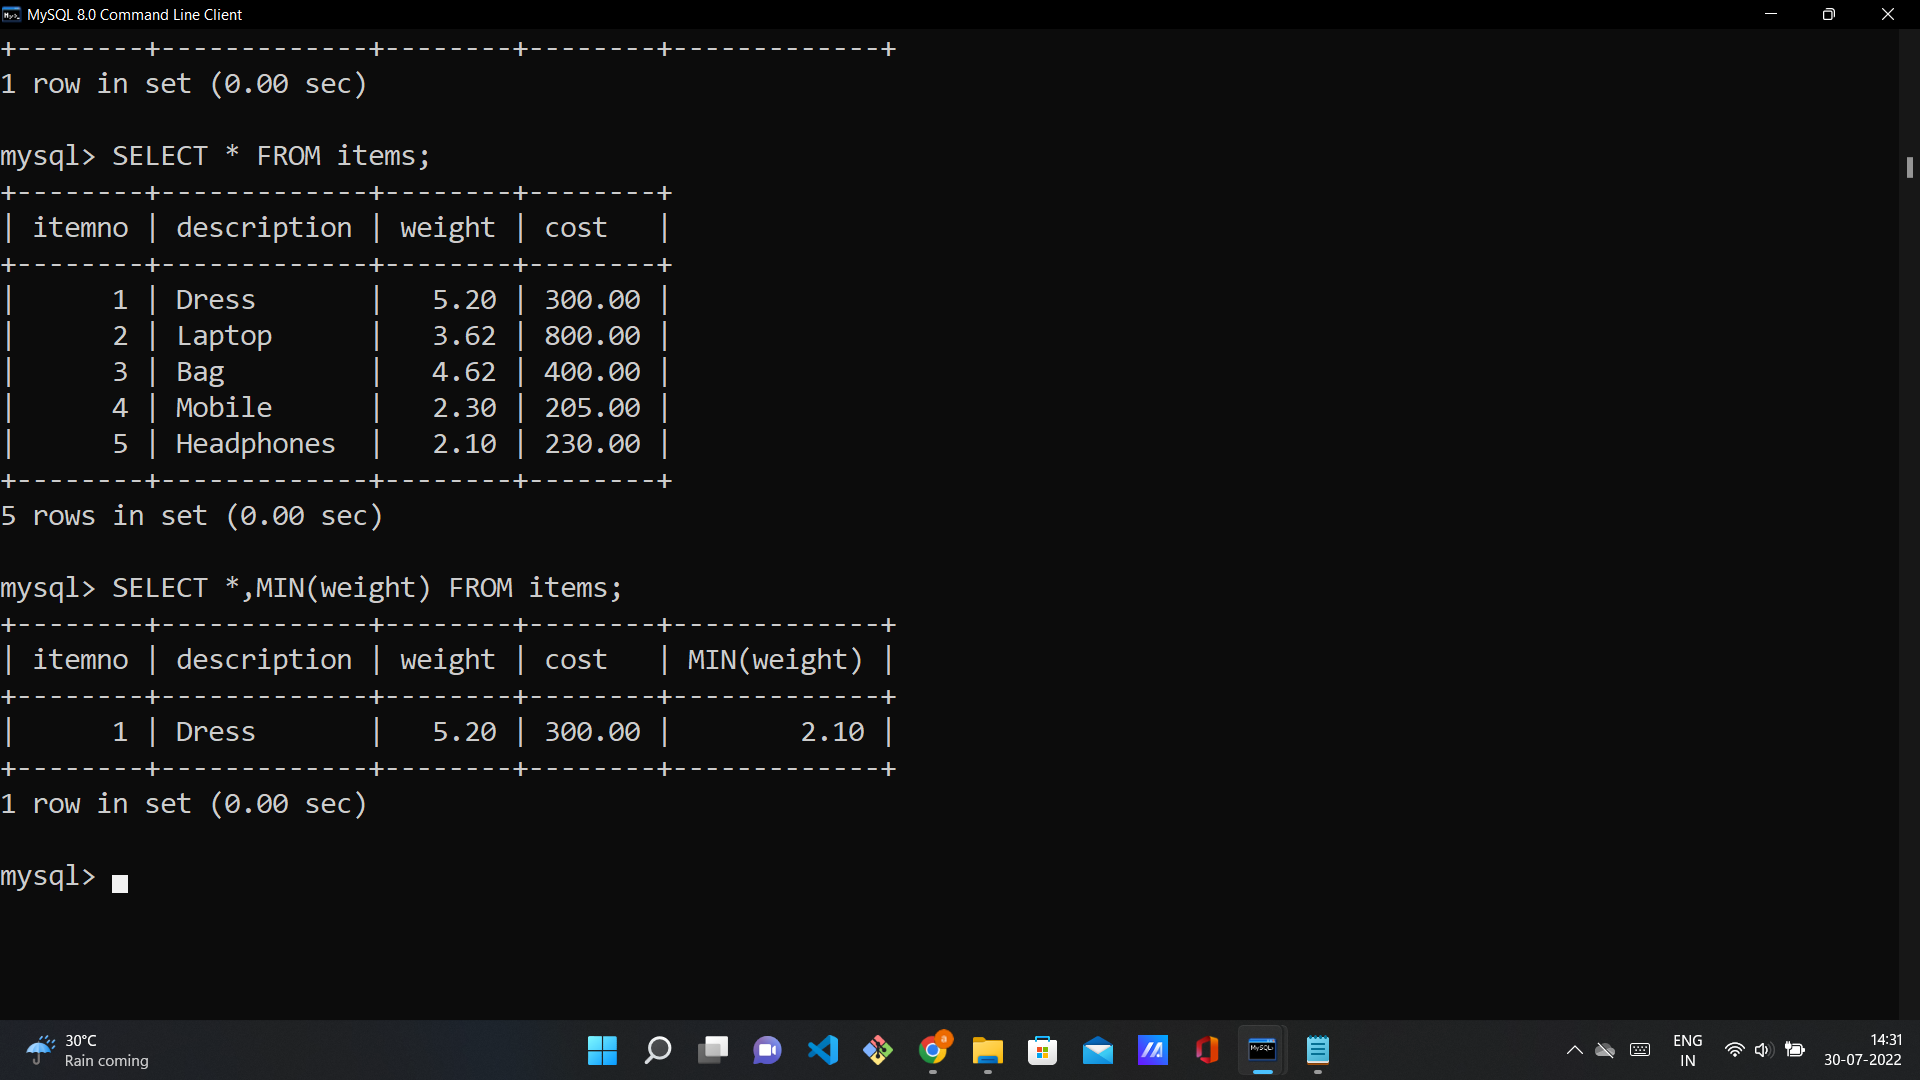 MySQL 8.0 Command Line Client
+--------+-------------+--------+--------+-------------+
1 row in set (0.00 sec)
mysql> SELECT * FROM items;
+--------+-------------+--------+--------+
| itemno | description | weight | cost   |
+--------+-------------+--------+--------+
|      1 | Dress       |   5.20 | 300.00 |
|      2 | Laptop      |   3.62 | 800.00 |
|      3 | Bag         |   4.62 | 400.00 |
|      4 | Mobile      |   2.30 | 205.00 |
|      5 | Headphones  |   2.10 | 230.00 |
+--------+-------------+--------+--------+
5 rows in set (0.00 sec)
mysql> SELECT *,MIN(weight) FROM items;
+--------+-------------+--------+--------+-------------+
| itemno | description | weight | cost   | MIN(weight) |
+--------+-------------+--------+--------+-------------+
|      1 | Dress       |   5.20 | 300.00 |        2.10 |
+--------+-------------+--------+--------+-------------+
1 row in set (0.00 sec)
mysql>
30°C
Rain coming
a
MySQL
ENG
IN
14:31
30-07-2022